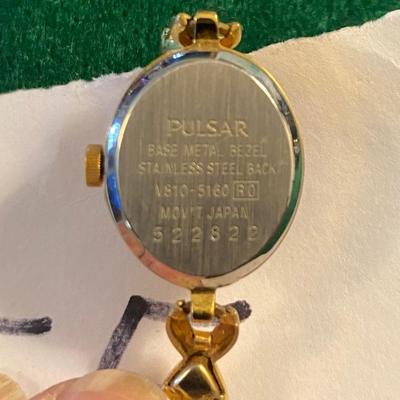 PULSAR
BASE METAL BEZEL
STAINLESS STEEL BACK
V810-5160 R0
MOV'T JAPAN
522822